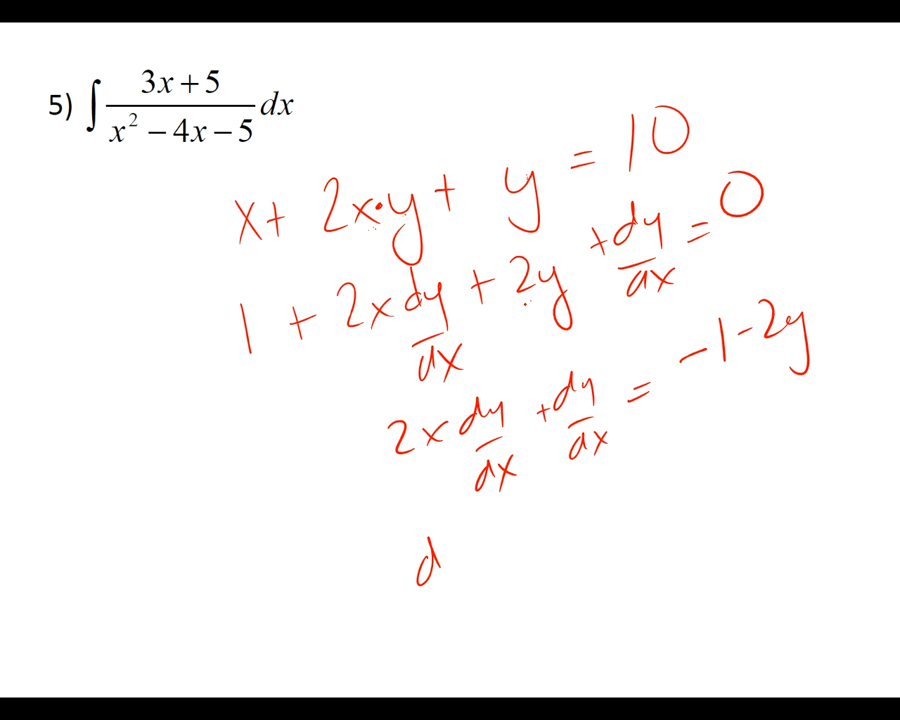 5) ∫ (3x + 5)/(x² − 4x − 5) dx
x + 2x·y + y = 10
1 + 2x dy/dx + 2y + dy/dx = 0
2x dy/dx + dy/dx = −1 − 2y
d